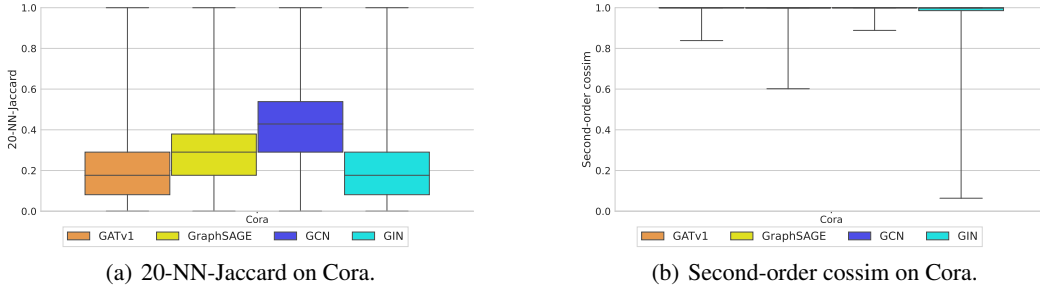 1.0
0.8
0.6
0.4
0.2
0.0
20-NN-Jaccard
Cora
GATv1 GraphSAGE GCN GIN
(a) 20-NN-Jaccard on Cora.
1.0
0.8
0.6
0.4
0.2
0.0
Second-order cossim
Cora
GATv1 GraphSAGE GCN GIN
(b) Second-order cossim on Cora.